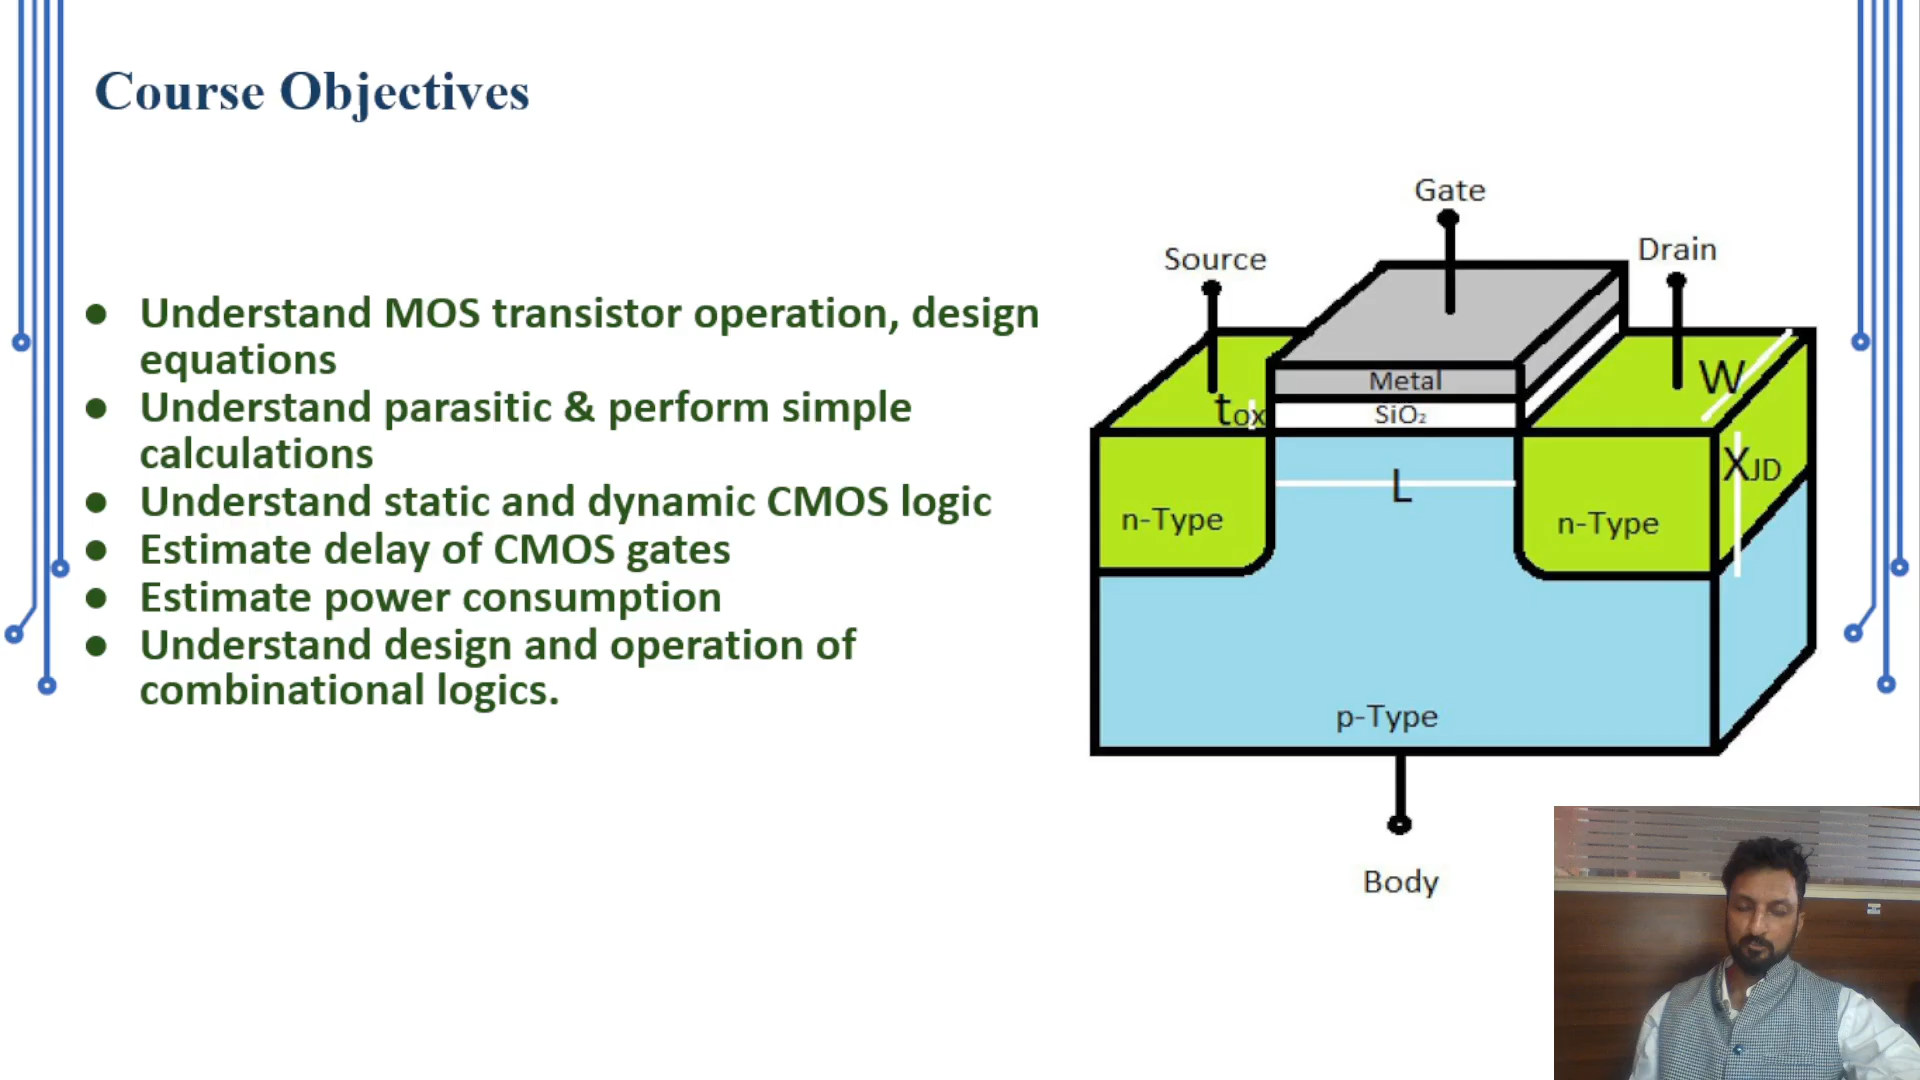 Course Objectives
● Understand MOS transistor operation, design
equations
● Understand parasitic & perform simple
calculations
● Understand static and dynamic CMOS logic
● Estimate delay of CMOS gates
● Estimate power consumption
● Understand design and operation of
combinational logics.
Gate
Source
Drain
Metal
SiO₂
tox
W
L
XJD
n-Type
n-Type
p-Type
Body